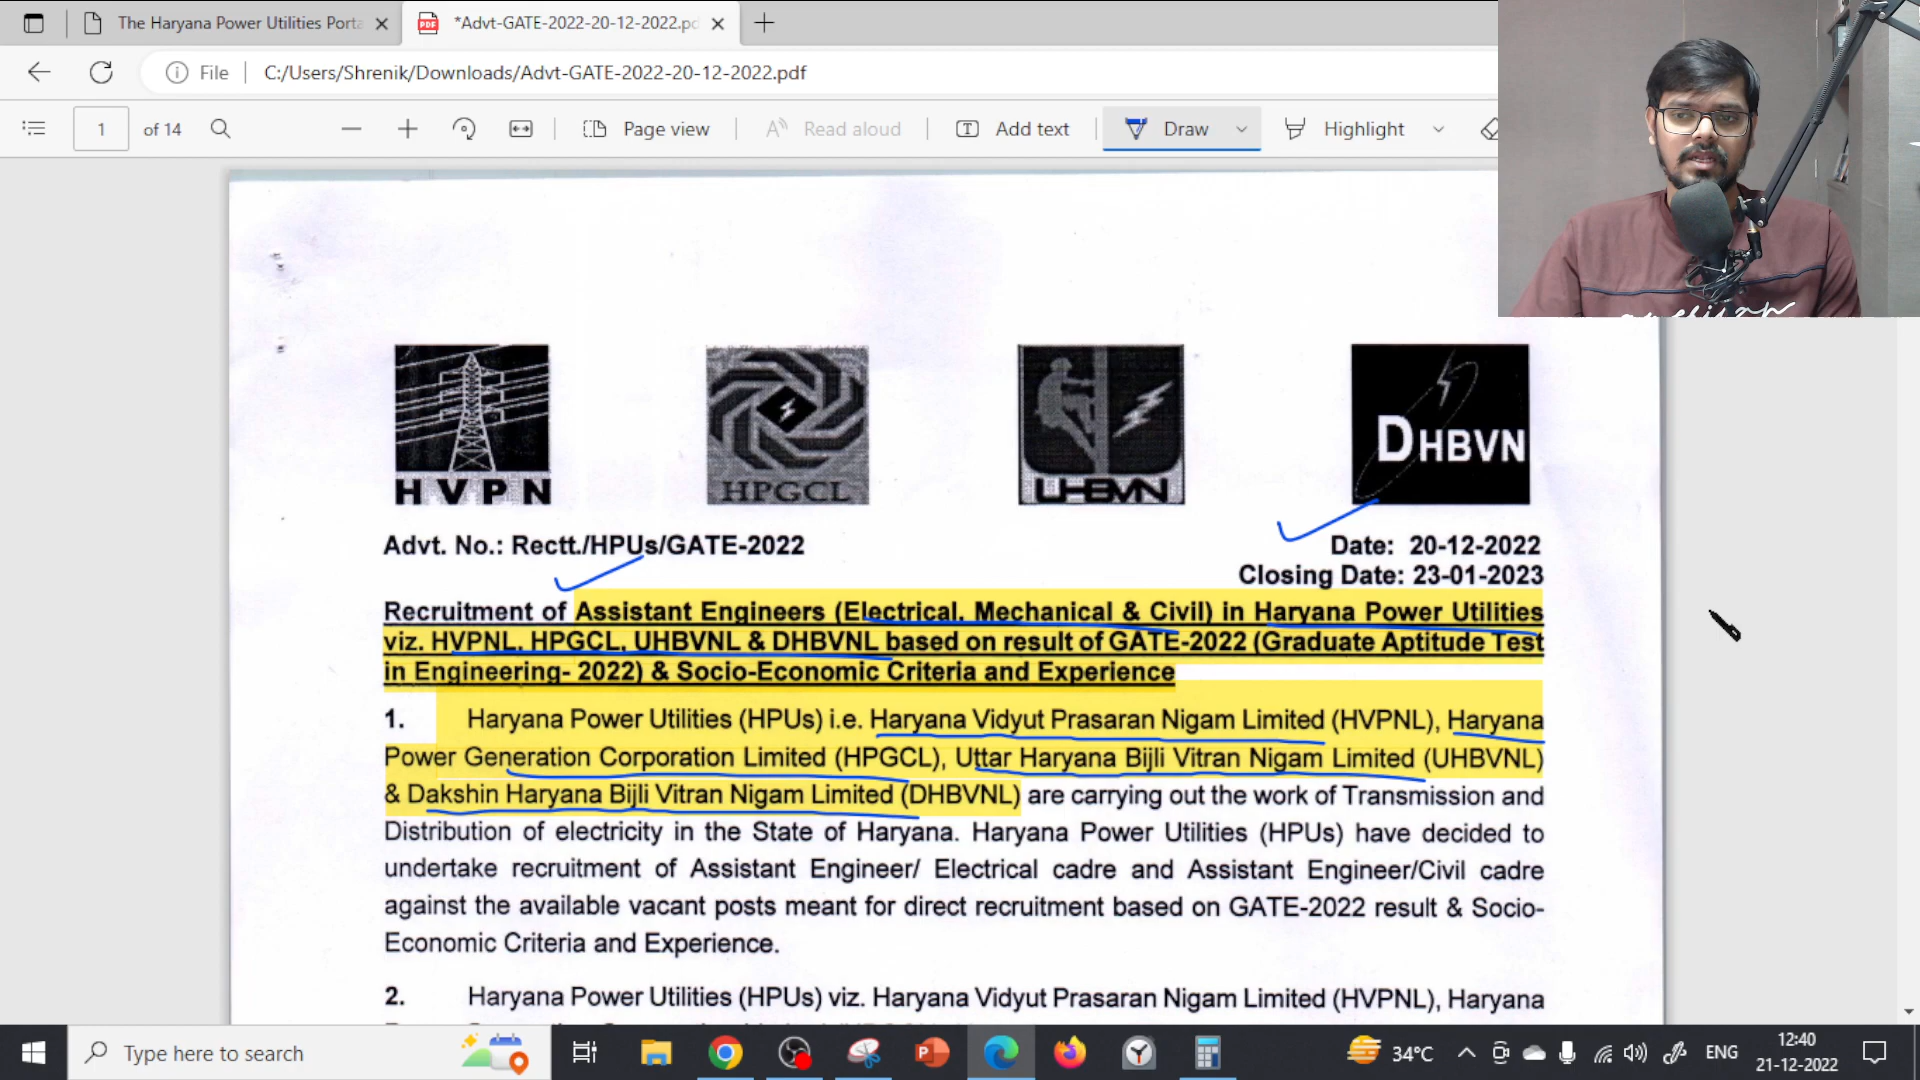 The Haryana Power Utilities Porta
*Advt-GATE-2022-20-12-2022.pd
File
C:/Users/Shrenik/Downloads/Advt-GATE-2022-20-12-2022.pdf
1 of 14
Page view
Read aloud
Add text
Draw
Highlight
HVPN
HPGCL
UHBVN
DHBVN
Advt. No.: Rectt./HPUs/GATE-2022
Date: 20-12-2022
Closing Date: 23-01-2023
Recruitment of Assistant Engineers (Electrical, Mechanical & Civil) in Haryana Power Utilities
viz. HVPNL, HPGCL, UHBVNL & DHBVNL based on result of GATE-2022 (Graduate Aptitude Test
in Engineering- 2022) & Socio-Economic Criteria and Experience
1. Haryana Power Utilities (HPUs) i.e. Haryana Vidyut Prasaran Nigam Limited (HVPNL), Haryana
Power Generation Corporation Limited (HPGCL), Uttar Haryana Bijli Vitran Nigam Limited (UHBVNL)
& Dakshin Haryana Bijli Vitran Nigam Limited (DHBVNL) are carrying out the work of Transmission and
Distribution of electricity in the State of Haryana. Haryana Power Utilities (HPUs) have decided to
undertake recruitment of Assistant Engineer/ Electrical cadre and Assistant Engineer/Civil cadre
against the available vacant posts meant for direct recruitment based on GATE-2022 result & Socio-
Economic Criteria and Experience.
2. Haryana Power Utilities (HPUs) viz. Haryana Vidyut Prasaran Nigam Limited (HVPNL), Haryana
Type here to search
34°C
ENG
12:40
21-12-2022